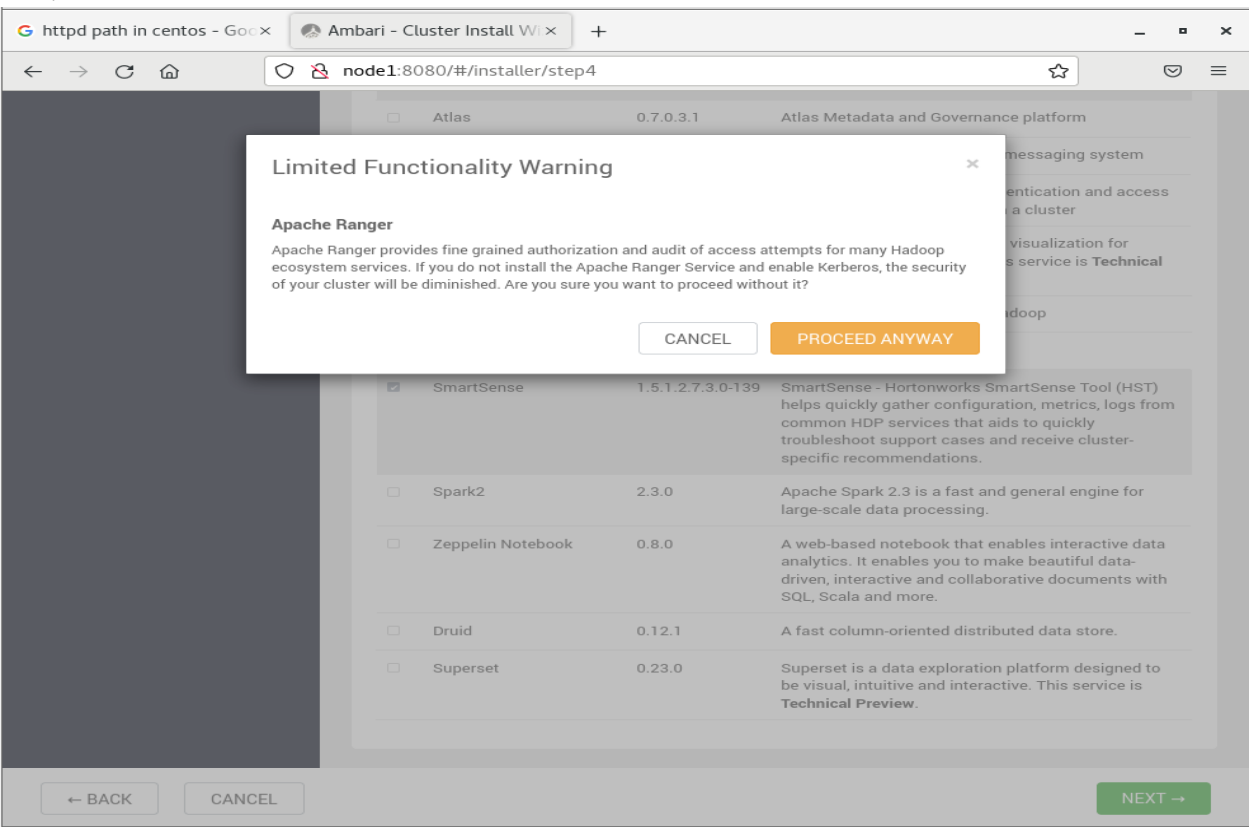 httpd path in centos - Goo
Ambari - Cluster Install Wi
node1:8080/#/installer/step4
Atlas 0.7.0.3.1 Atlas Metadata and Governance platform
messaging system
Limited Functionality Warning
entication and access
a cluster
Apache Ranger
visualization for
Apache Ranger provides fine grained authorization and audit of access attempts for many Hadoop
ecosystem services. If you do not install the Apache Ranger Service and enable Kerberos, the security
s service is Technical
of your cluster will be diminished. Are you sure you want to proceed without it?
doop
CANCEL PROCEED ANYWAY
SmartSense 1.5.1.2.7.3.0-139 SmartSense - Hortonworks SmartSense Tool (HST)
helps quickly gather configuration, metrics, logs from
common HDP services that aids to quickly
troubleshoot support cases and receive cluster-
specific recommendations.
Spark2 2.3.0 Apache Spark 2.3 is a fast and general engine for
large-scale data processing.
Zeppelin Notebook 0.8.0 A web-based notebook that enables interactive data
analytics. It enables you to make beautiful data-
driven, interactive and collaborative documents with
SQL, Scala and more.
Druid 0.12.1 A fast column-oriented distributed data store.
Superset 0.23.0 Superset is a data exploration platform designed to
be visual, intuitive and interactive. This service is
Technical Preview.
← BACK CANCEL NEXT →